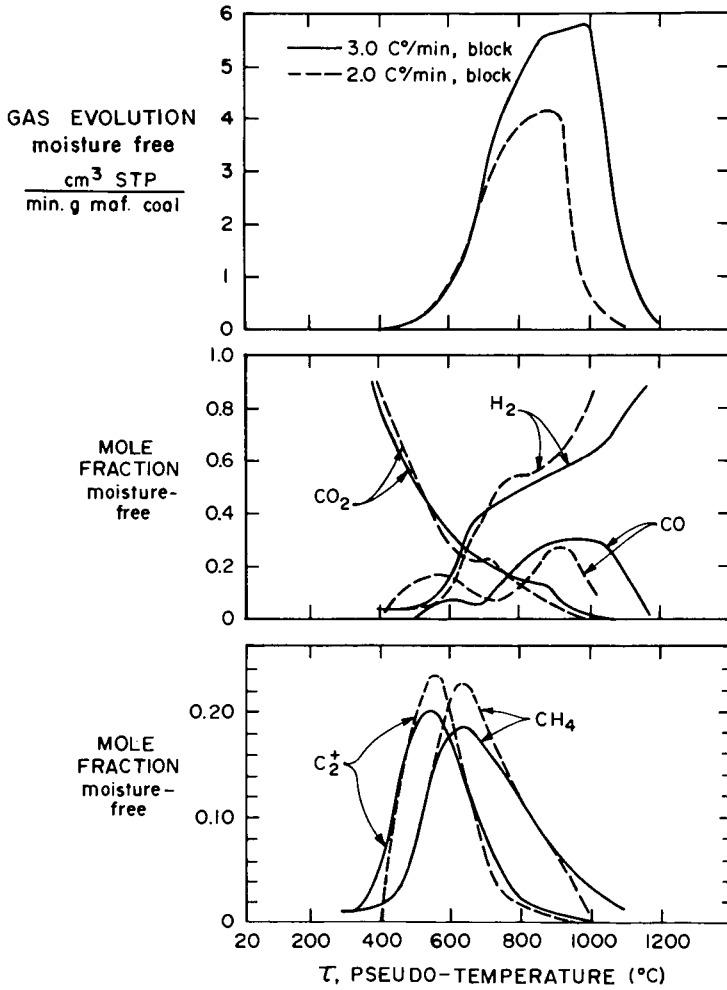 6
5
4
3
2
1
0
3.0 C°/min, block
2.0 C°/min, block
GAS EVOLUTION
moisture free
cm³ STP
min. g maf. coal
1.0
0.8
0.6
0.4
0.2
0
MOLE
FRACTION
moisture-
free
H₂
CO₂
CO
0.20
0.10
0
MOLE
FRACTION
moisture-
free
C₂⁺
CH₄
20 200 400 600 800 1000 1200
τ, PSEUDO-TEMPERATURE (°C)